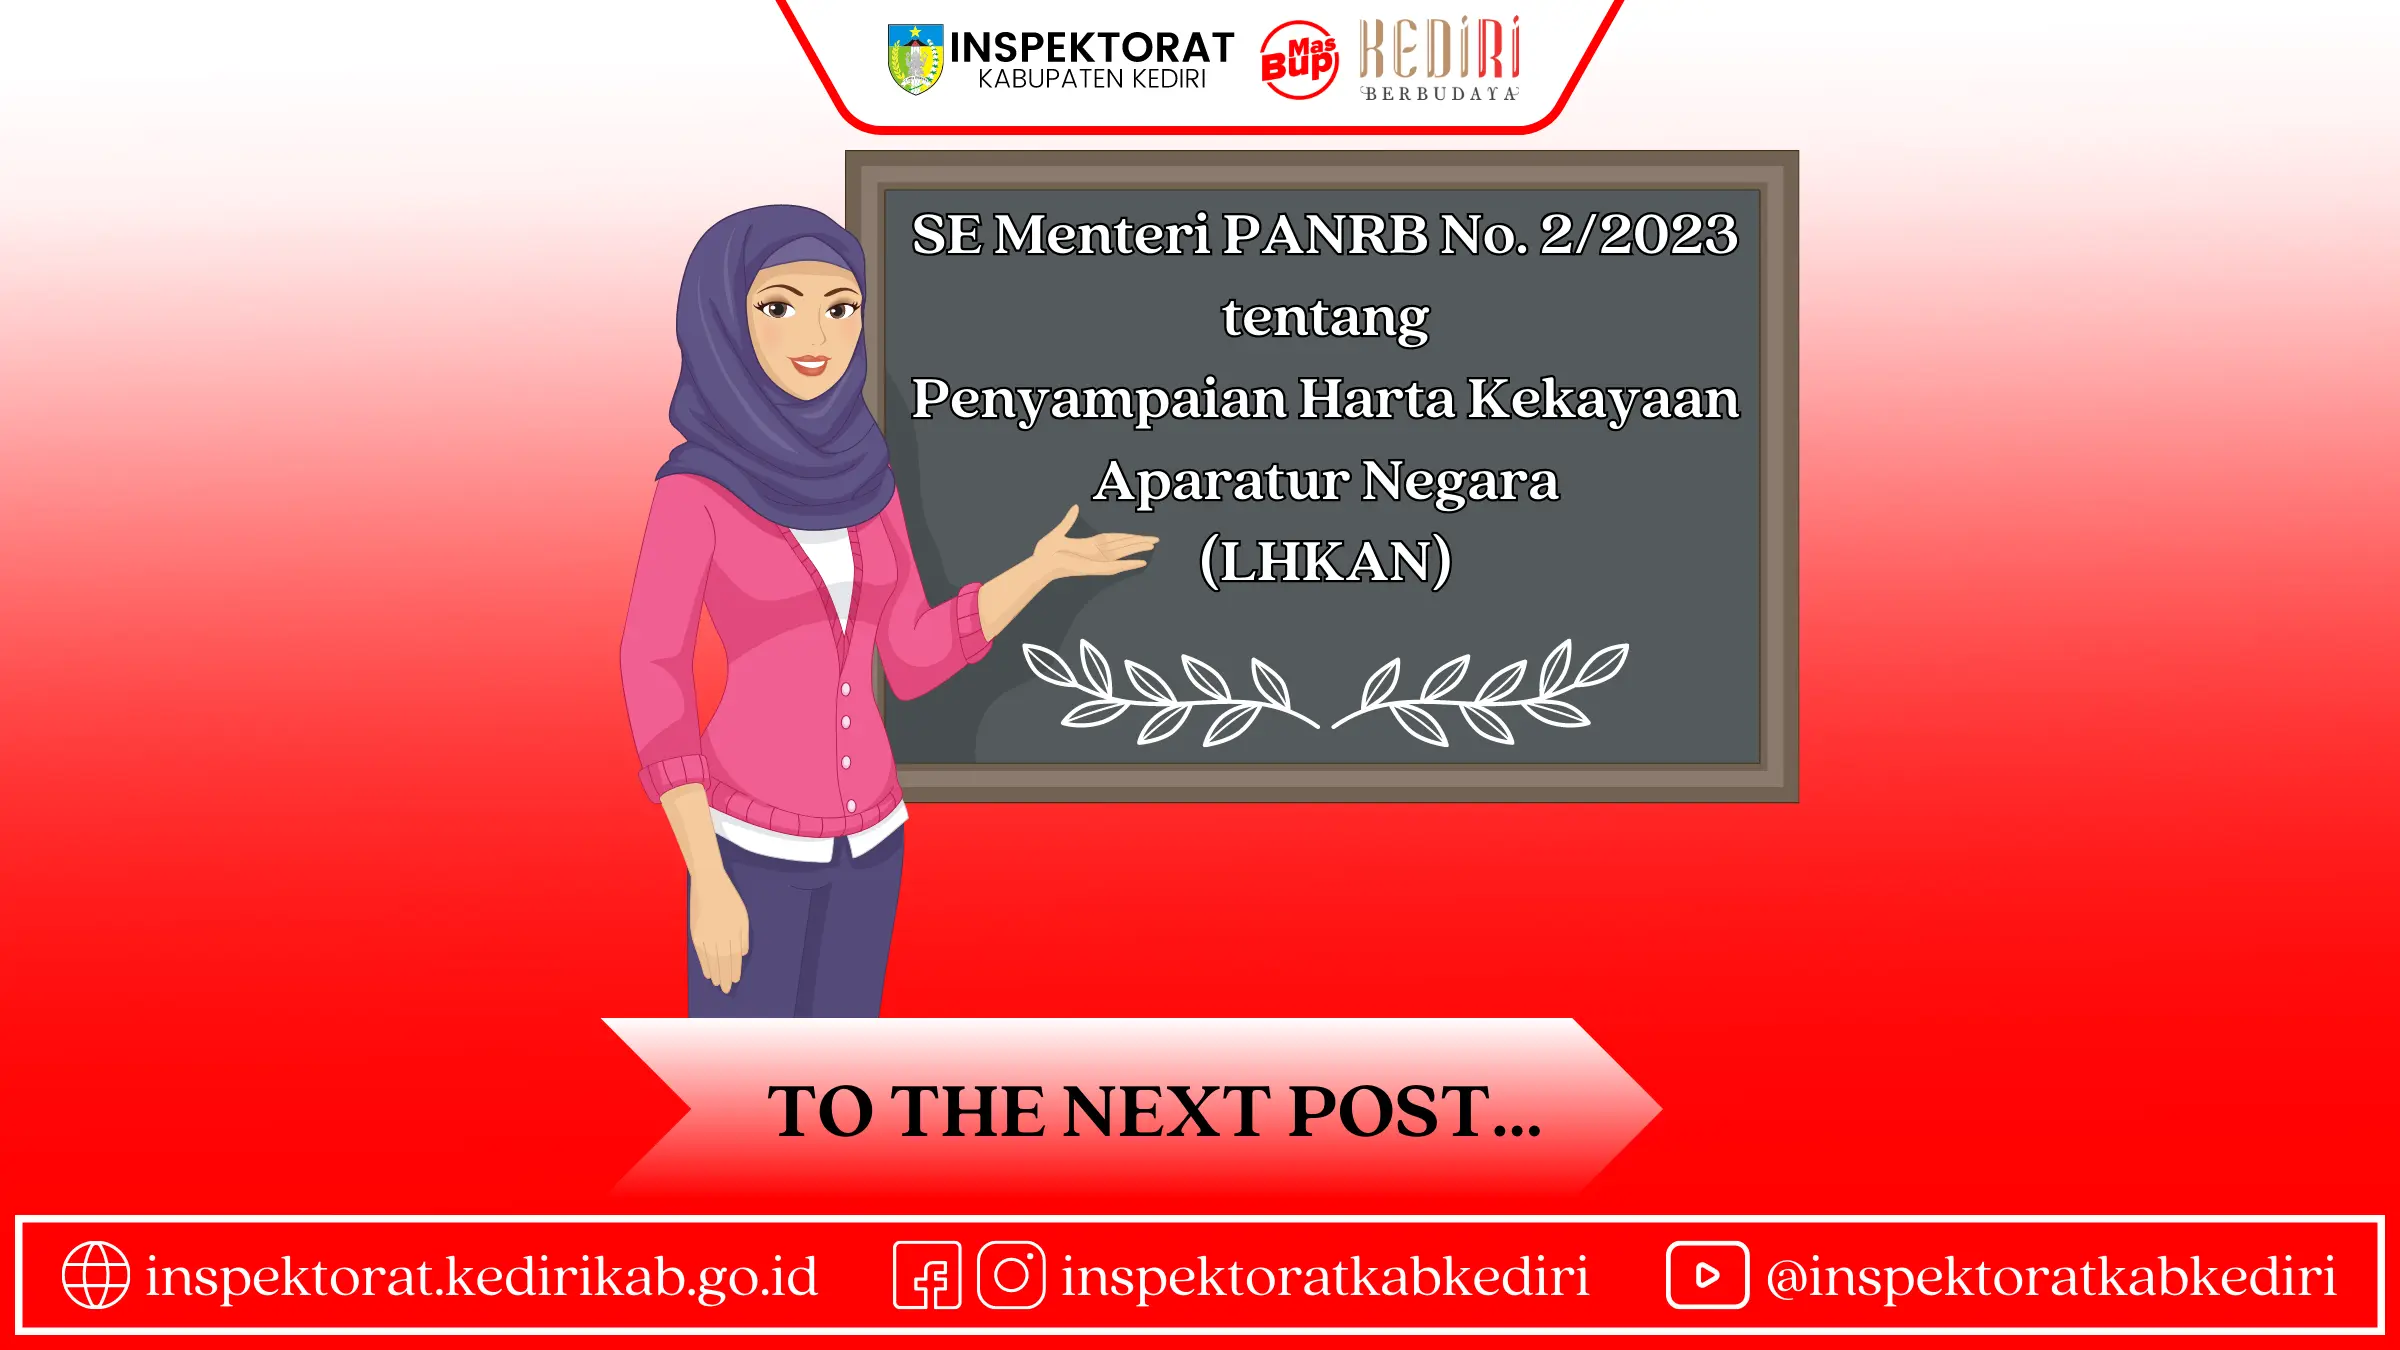 INSPEKTORAT
KABUPATEN KEDIRI
Mas
Bup
KEDIRI
BERBUDAYA
SE Menteri PANRB No. 2/2023
tentang
Penyampaian Harta Kekayaan
Aparatur Negara
(LHKAN)
TO THE NEXT POST...
inspektorat.kedirikab.go.id
inspektoratkabkediri
@inspektoratkabkediri